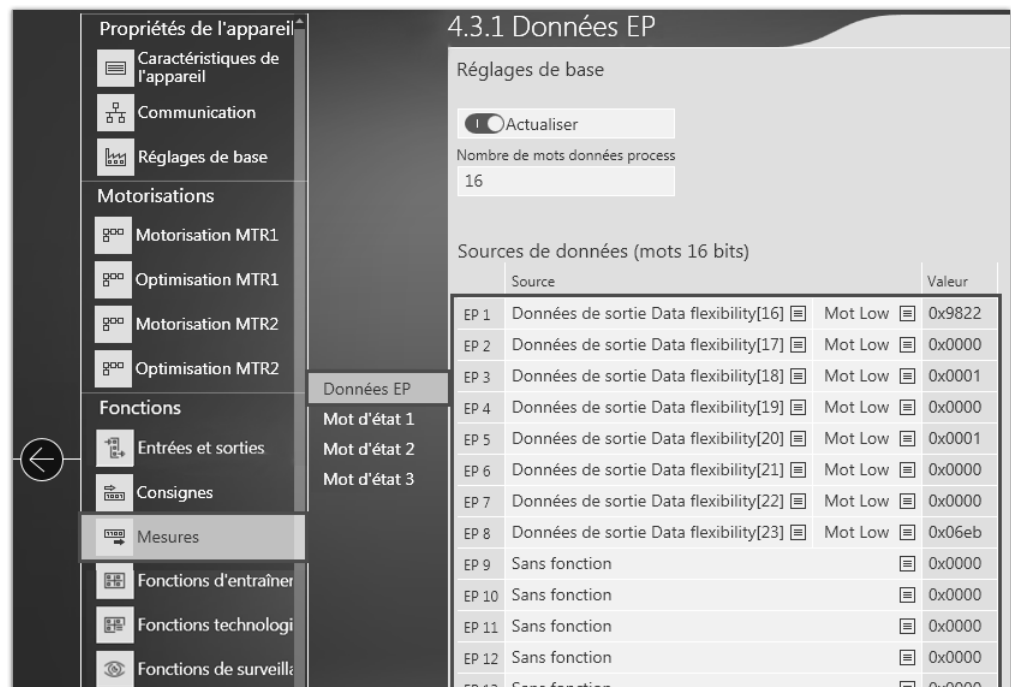 Propriétés de l'appareil
Caractéristiques de
l'appareil
Communication
Réglages de base
Motorisations
Motorisation MTR1
Optimisation MTR1
Motorisation MTR2
Optimisation MTR2
Fonctions
Entrées et sorties
Consignes
Mesures
Fonctions d'entraîner
Fonctions technologi
Fonctions de surveilla
Données EP
Mot d'état 1
Mot d'état 2
Mot d'état 3
4.3.1 Données EP
Réglages de base
Actualiser
Nombre de mots données process
16
Sources de données (mots 16 bits)
Source Valeur
EP 1 Données de sortie Data flexibility[16] Mot Low 0x9822
EP 2 Données de sortie Data flexibility[17] Mot Low 0x0000
EP 3 Données de sortie Data flexibility[18] Mot Low 0x0001
EP 4 Données de sortie Data flexibility[19] Mot Low 0x0000
EP 5 Données de sortie Data flexibility[20] Mot Low 0x0001
EP 6 Données de sortie Data flexibility[21] Mot Low 0x0000
EP 7 Données de sortie Data flexibility[22] Mot Low 0x0000
EP 8 Données de sortie Data flexibility[23] Mot Low 0x06eb
EP 9 Sans fonction 0x0000
EP 10 Sans fonction 0x0000
EP 11 Sans fonction 0x0000
EP 12 Sans fonction 0x0000